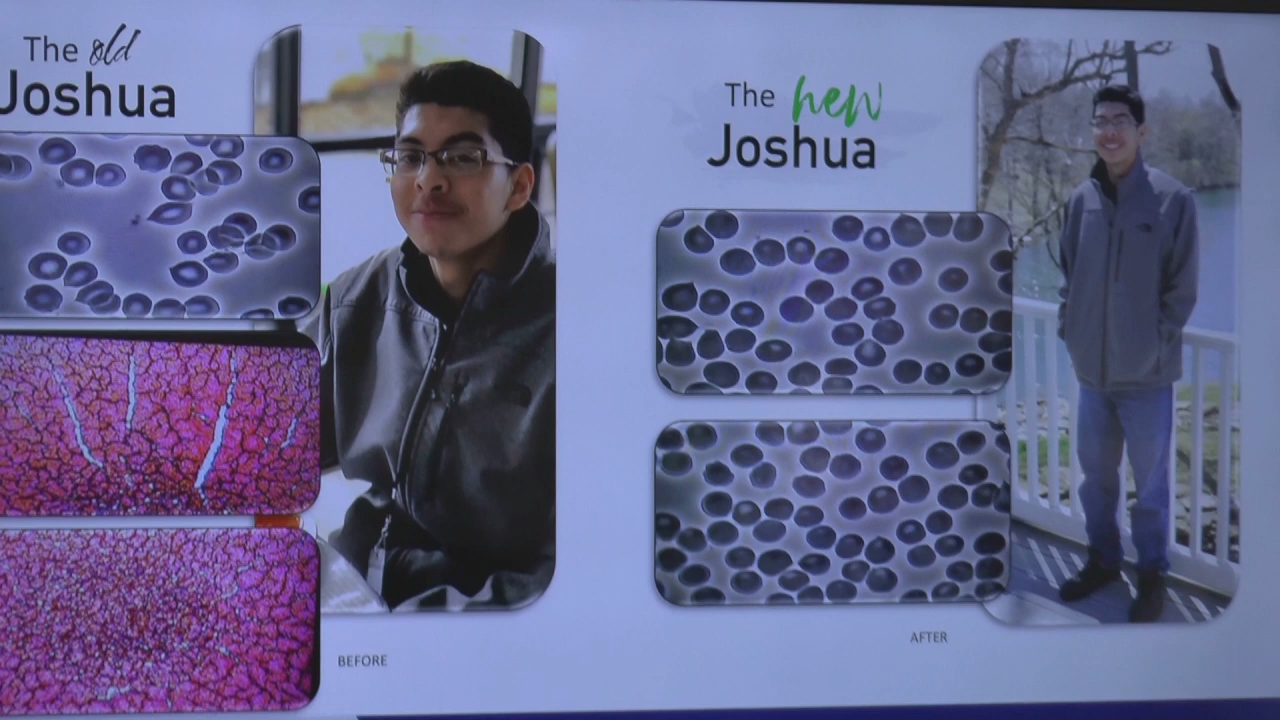 The old
Joshua
BEFORE
The new
Joshua
AFTER